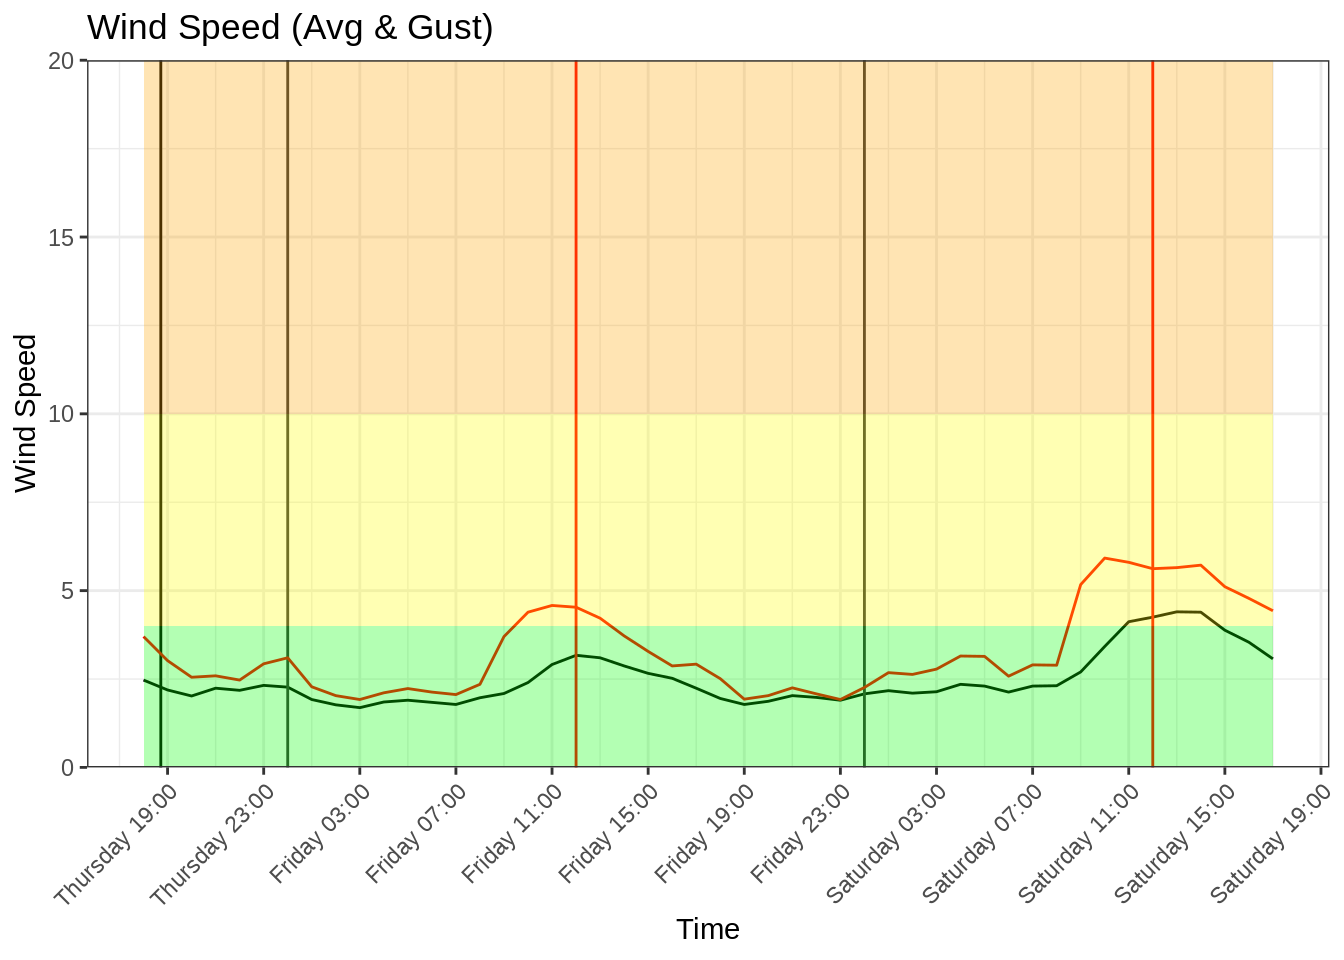 Wind Speed (Avg & Gust)
20
15
10
5
0
Wind Speed
Thursday 19:00
Thursday 23:00
Friday 03:00
Friday 07:00
Friday 11:00
Friday 15:00
Friday 19:00
Friday 23:00
Saturday 03:00
Saturday 07:00
Saturday 11:00
Saturday 15:00
Saturday 19:00
Time